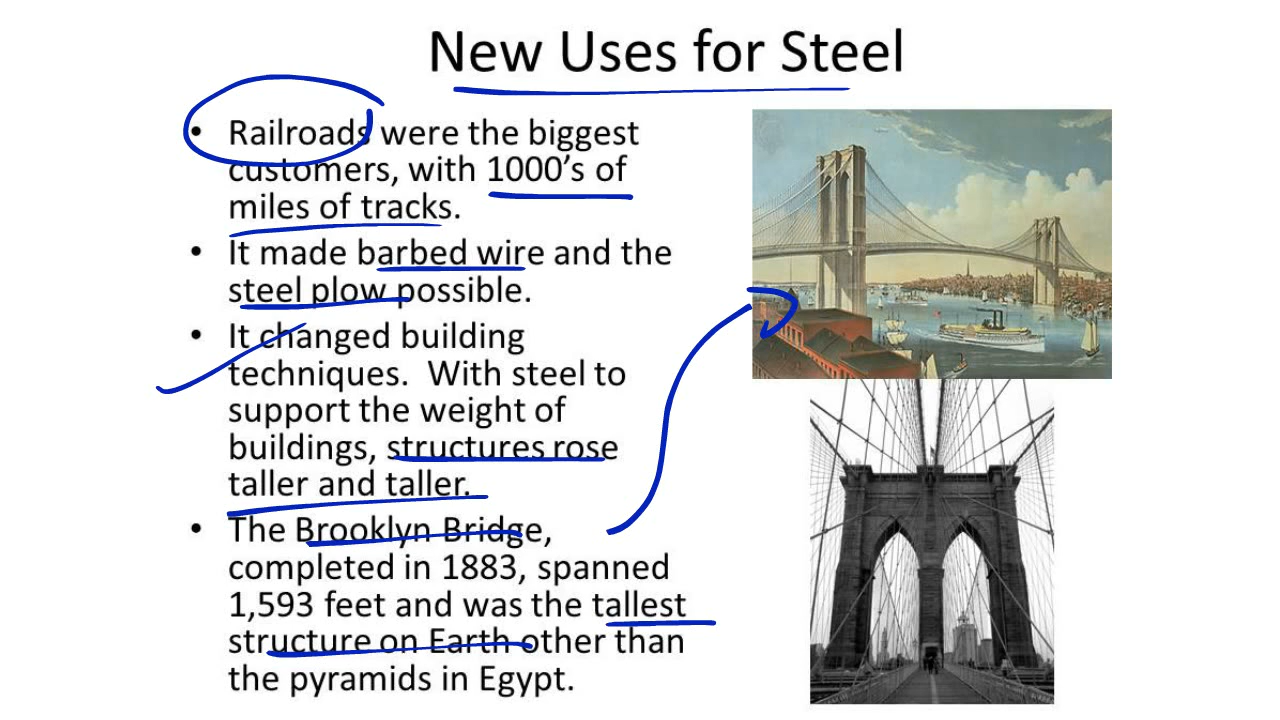 New Uses for Steel
• Railroads were the biggest
customers, with 1000’s of
miles of tracks.
• It made barbed wire and the
steel plow possible.
• It changed building
techniques.  With steel to
support the weight of
buildings, structures rose
taller and taller.
• The Brooklyn Bridge,
completed in 1883, spanned
1,593 feet and was the tallest
structure on Earth other than
the pyramids in Egypt.